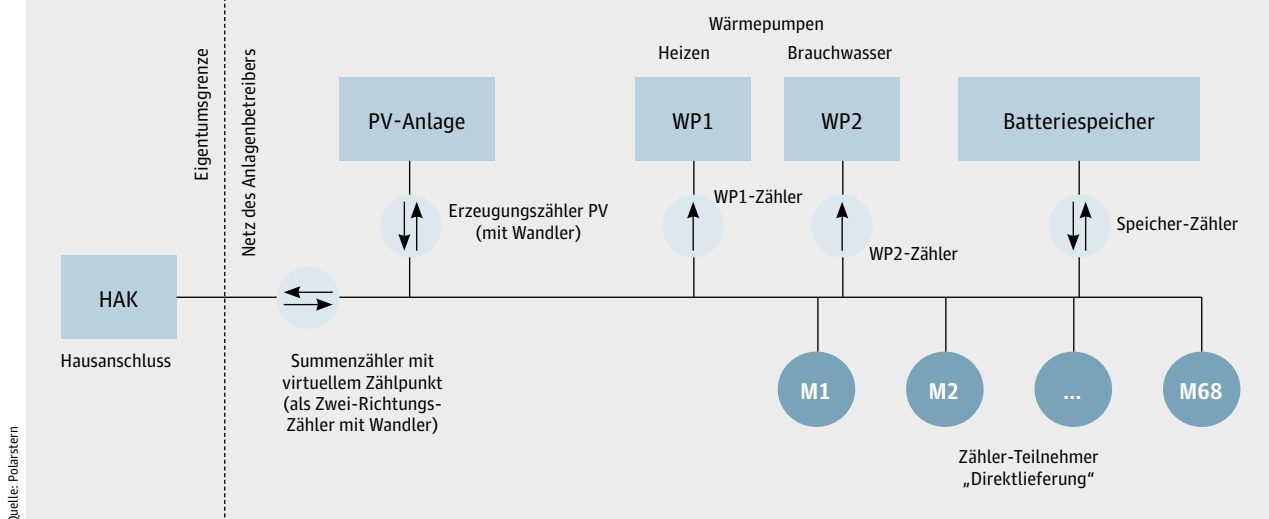 Wärmepumpen
Heizen
Brauchwasser
Eigentumsgrenze
Netz des Anlagenbetreibers
PV-Anlage
WP1
WP2
Batteriespeicher
Erzeugungszähler PV
(mit Wandler)
WP1-Zähler
WP2-Zähler
Speicher-Zähler
HAK
Hausanschluss
Summenzähler mit
virtuellem Zählpunkt
(als Zwei-Richtungs-
Zähler mit Wandler)
M1
M2
...
M68
Zähler-Teilnehmer
„Direktlieferung“
Quelle: Polarstern